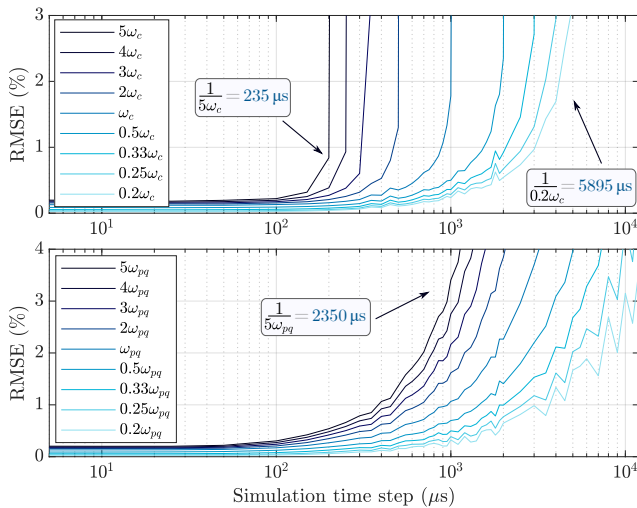 3
2
1
0
RMSE (%)
5ω_c
4ω_c
3ω_c
2ω_c
ω_c
0.5ω_c
0.33ω_c
0.25ω_c
0.2ω_c
1/5ω_c = 235 μs
1/0.2ω_c = 5895 μs
10^1 10^2 10^3 10^4
4
3
2
1
0
RMSE (%)
5ω_pq
4ω_pq
3ω_pq
2ω_pq
ω_pq
0.5ω_pq
0.33ω_pq
0.25ω_pq
0.2ω_pq
1/5ω_pq = 2350 μs
10^1 10^2 10^3 10^4
Simulation time step (μs)